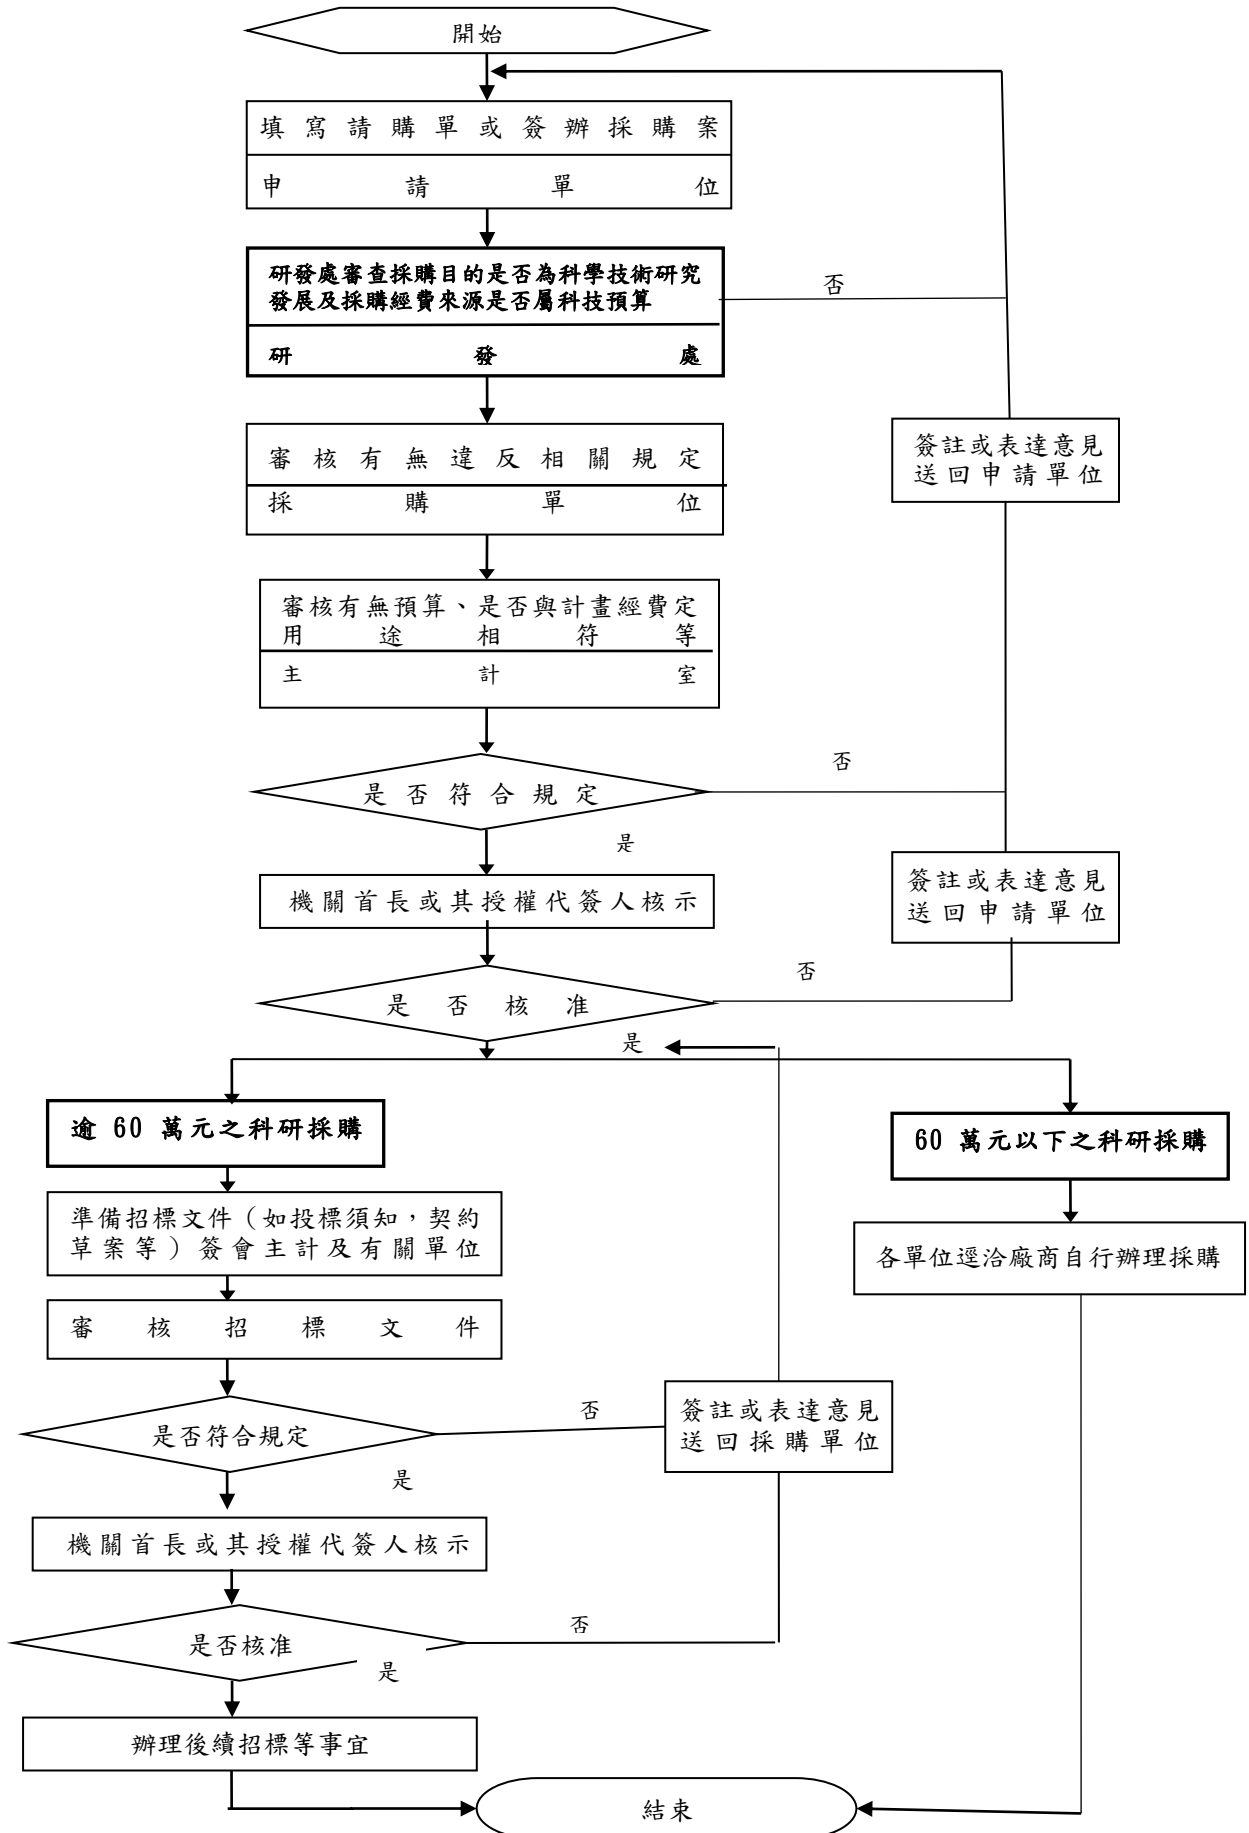 開始
填寫請購單或簽辦採購案
申請單位
研發處審查採購目的是否為科學技術研究
發展及採購經費來源是否屬科技預算
否
研發處
審核有無違反相關規定
採購單位
簽註或表達意見
送回申請單位
審核有無預算、是否與計畫經費定
用途相符等
主計室
是否符合規定
否
是
機關首長或其授權代簽人核示
簽註或表達意見
送回申請單位
是否核准
否
是
逾 60 萬元之科研採購
60 萬元以下之科研採購
準備招標文件（如投標須知，契約
草案等）簽會主計及有關單位
各單位逕洽廠商自行辦理採購
審核招標文件
是否符合規定
否
簽註或表達意見
送回採購單位
是
機關首長或其授權代簽人核示
是否核准
否
是
辦理後續招標等事宜
結束